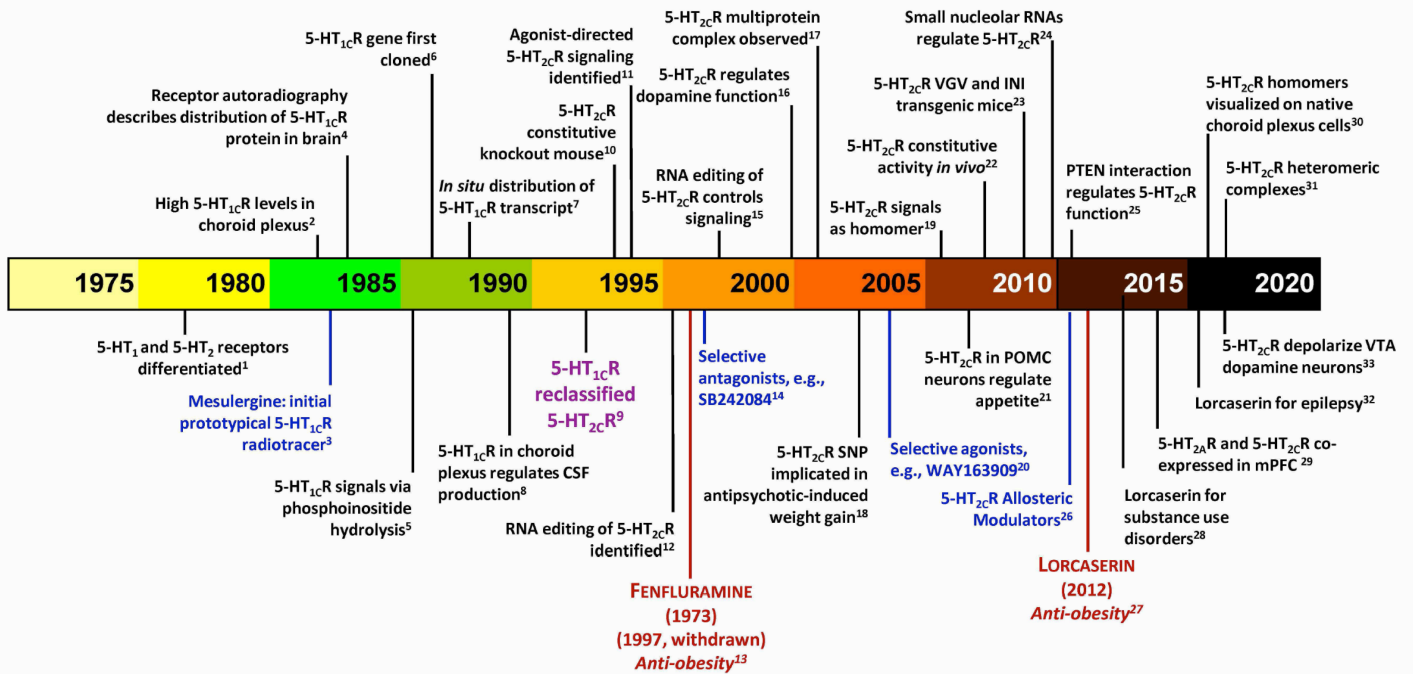 5-HT1CR gene first
cloned6
Agonist-directed
5-HT2CR signaling
identified11
5-HT2CR multiprotein
complex observed17
Small nucleolar RNAs
regulate 5-HT2CR24
Receptor autoradiography
describes distribution of 5-HT1CR
protein in brain4
5-HT2CR
constitutive
knockout mouse10
5-HT2CR regulates
dopamine function16
5-HT2CR VGV and INI
transgenic mice23
5-HT2CR homomers
visualized on native
choroid plexus cells30
High 5-HT1CR levels in
choroid plexus2
In situ distribution of
5-HT1CR transcript7
RNA editing of
5-HT2CR controls
signaling15
5-HT2CR constitutive
activity in vivo22
5-HT2CR signals
as homomer19
PTEN interaction
regulates 5-HT2CR
function25
5-HT2CR heteromeric
complexes31
1975 1980 1985 1990 1995 2000 2005 2010 2015 2020
5-HT1 and 5-HT2 receptors
differentiated1
Mesulergine: initial
prototypical 5-HT1CR
radiotracer3
5-HT1CR signals via
phosphoinositide
hydrolysis5
5-HT1CR in choroid
plexus regulates CSF
production8
5-HT1CR
reclassified
5-HT2CR9
RNA editing of 5-HT2CR
identified12
FENFLURAMINE
(1973)
(1997, withdrawn)
Anti-obesity13
Selective
antagonists, e.g.,
SB24208414
5-HT2CR SNP
implicated in
antipsychotic-induced
weight gain18
Selective agonists,
e.g., WAY16390920
5-HT2CR in POMC
neurons regulate
appetite21
5-HT2CR Allosteric
Modulators26
LORCASERIN
(2012)
Anti-obesity27
Lorcaserin for
substance use
disorders28
5-HT2AR and 5-HT2CR co-
expressed in mPFC 29
Lorcaserin for epilepsy32
5-HT2CR depolarize VTA
dopamine neurons33